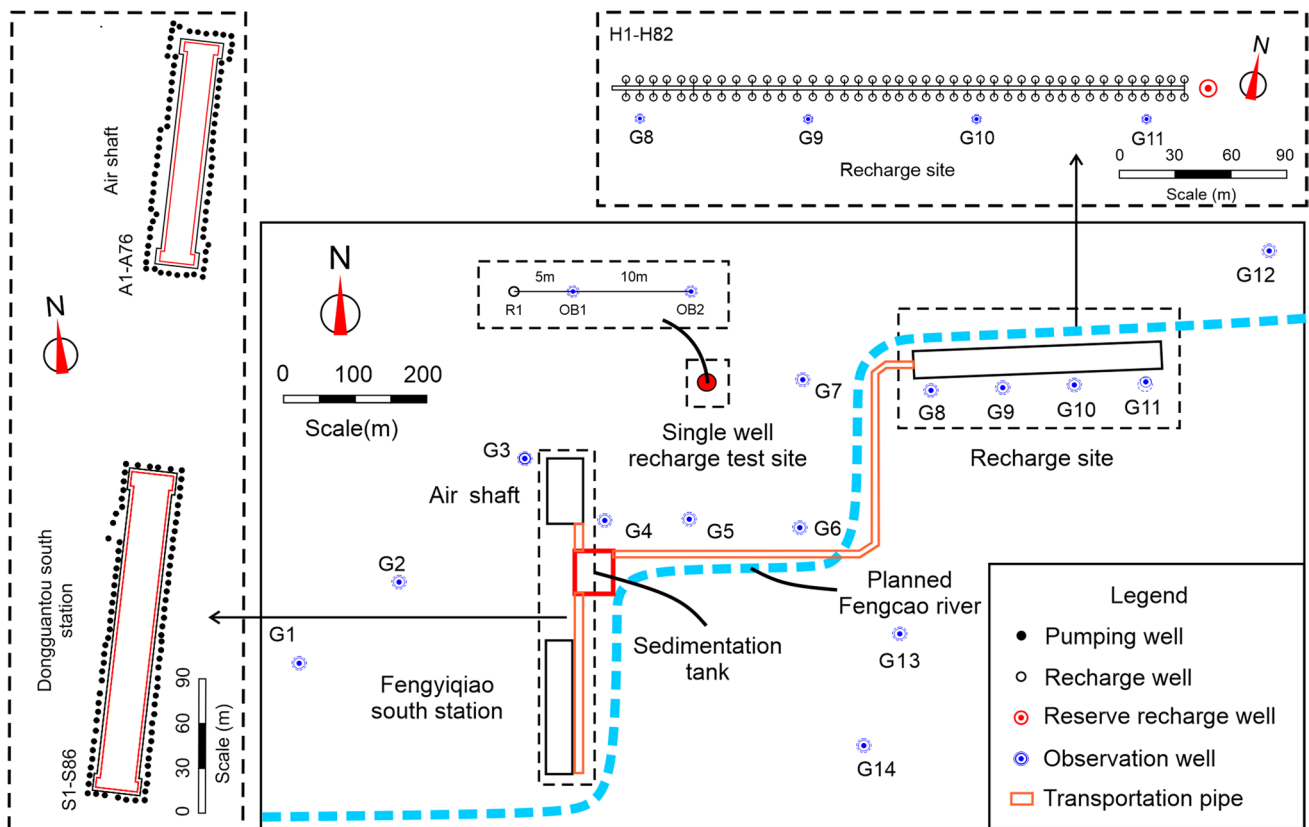 Air shaft
A1-A76
N
Dongguantou south
station
S1-S86
0
30
60
90
Scale (m)
H1-H82
N
G8
G9
G10
G11
Recharge site
0
30
60
90
Scale (m)
N
0
100
200
Scale(m)
5m
10m
R1
OB1
OB2
Single well
recharge test site
G12
G7
G8
G9
G10
G11
Recharge site
G3
Air shaft
G4
G5
G6
G2
G1
Planned
Fengcao river
Sedimentation
tank
Fengyiqiao
south station
G13
G14
Legend
Pumping well
Recharge well
Reserve recharge well
Observation well
Transportation pipe